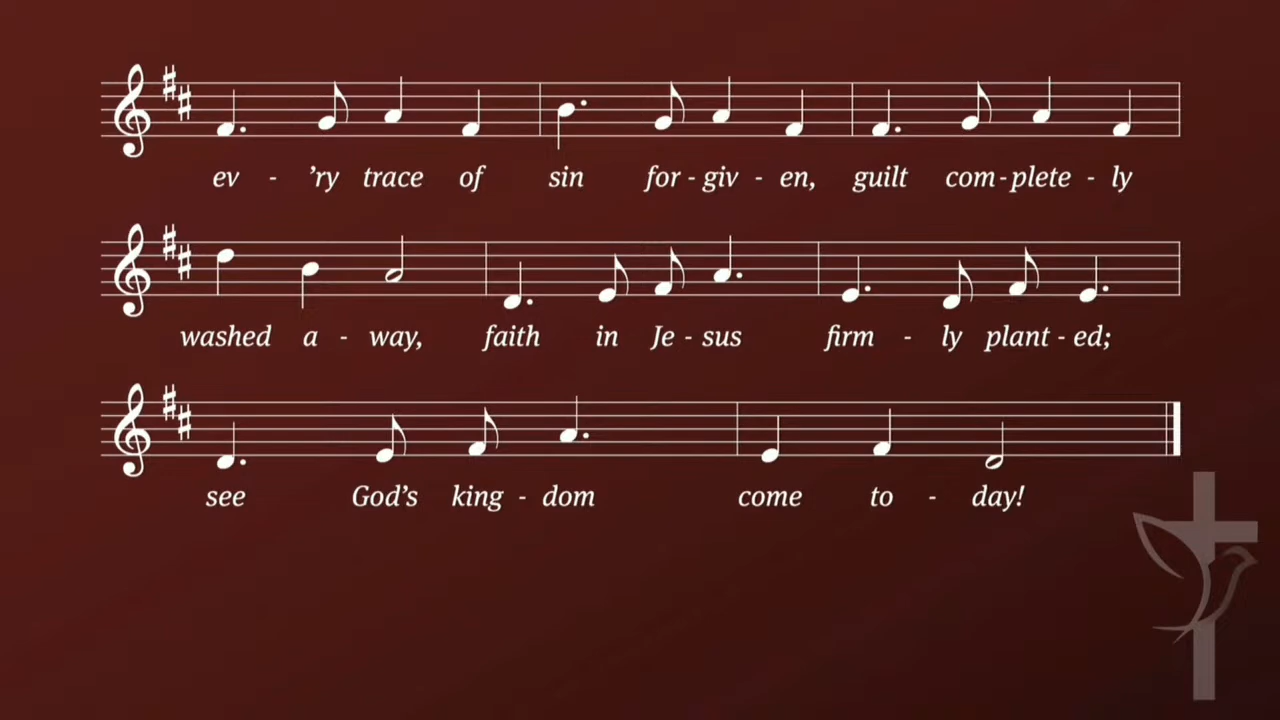 ev - ’ry trace of sin for - giv - en, guilt com - plete - ly
washed a - way, faith in Je - sus firm - ly plant - ed;
see God’s king - dom come to - day!